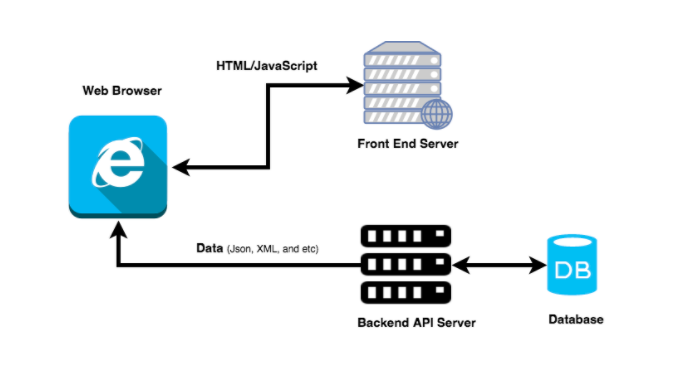 HTML/JavaScript
Web Browser
Front End Server
Data (Json, XML, and etc)
DB
Backend API Server
Database